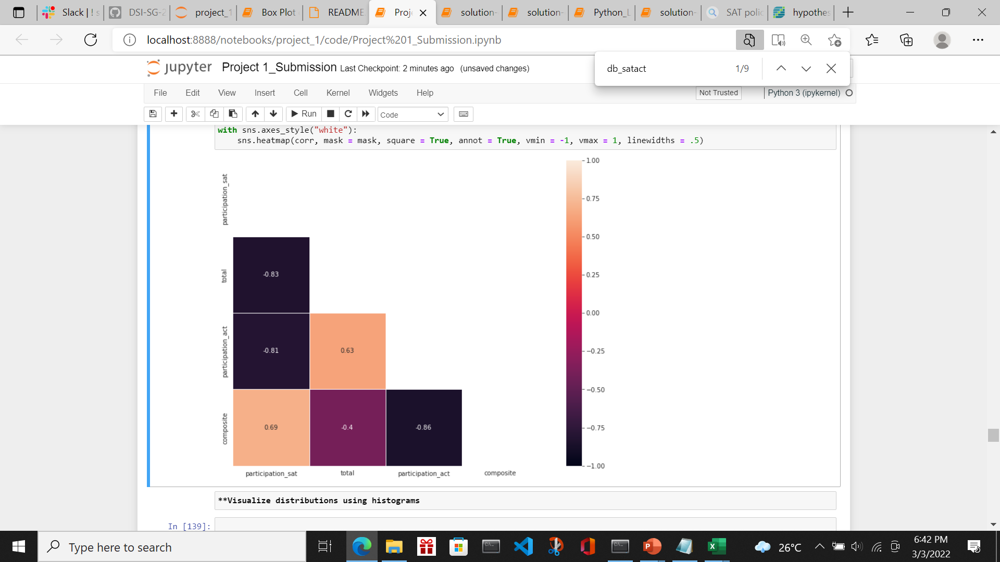 Slack | ! s
DSI-SG-2
project_1
Box Plot
README.
Proj
solution-
solution-
Python_L
solution-
SAT polic
hypothes
localhost:8888/notebooks/project_1/code/Project%201_Submission.ipynb
db_satact 1/9
jupyter Project 1_Submission Last Checkpoint: 2 minutes ago (unsaved changes)
File Edit View Insert Cell Kernel Widgets Help
Not Trusted Python 3 (ipykernel)
Run Code
with sns.axes_style("white"):
sns.heatmap(corr, mask = mask, square = True, annot = True, vmin = -1, vmax = 1, linewidths = .5)
participation_sat
total
participation_act
composite
-0.83
-0.81 0.63
0.69 -0.4 -0.86
participation_sat total participation_act composite
1.00
0.75
0.50
0.25
0.00
−0.25
−0.50
−0.75
−1.00
**Visualize distributions using histograms
In [139]:
Type here to search
26°C
6:42 PM
3/3/2022